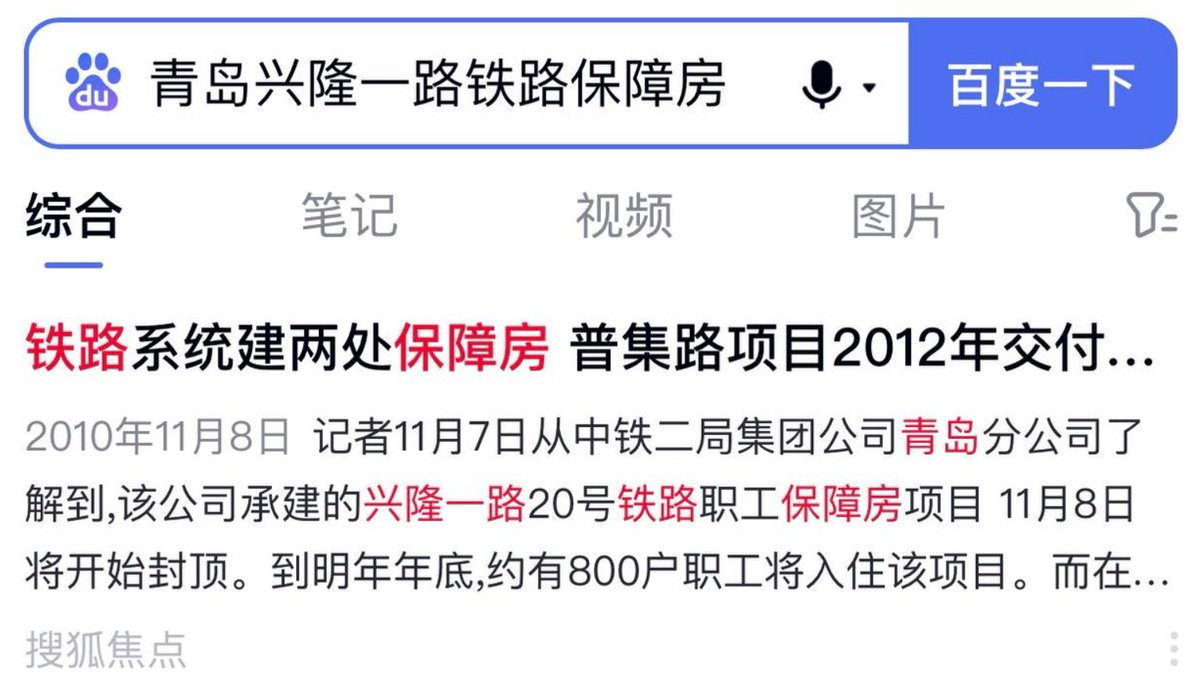 du 青岛兴隆一路铁路保障房 百度一下
综合 笔记 视频 图片
铁路系统建两处保障房 普集路项目2012年交付...
2010年11月8日 记者11月7日从中铁二局集团公司青岛分公司了
解到,该公司承建的兴隆一路20号铁路职工保障房项目 11月8日
将开始封顶。到明年年底,约有800户职工将入住该项目。而在...
搜狐焦点